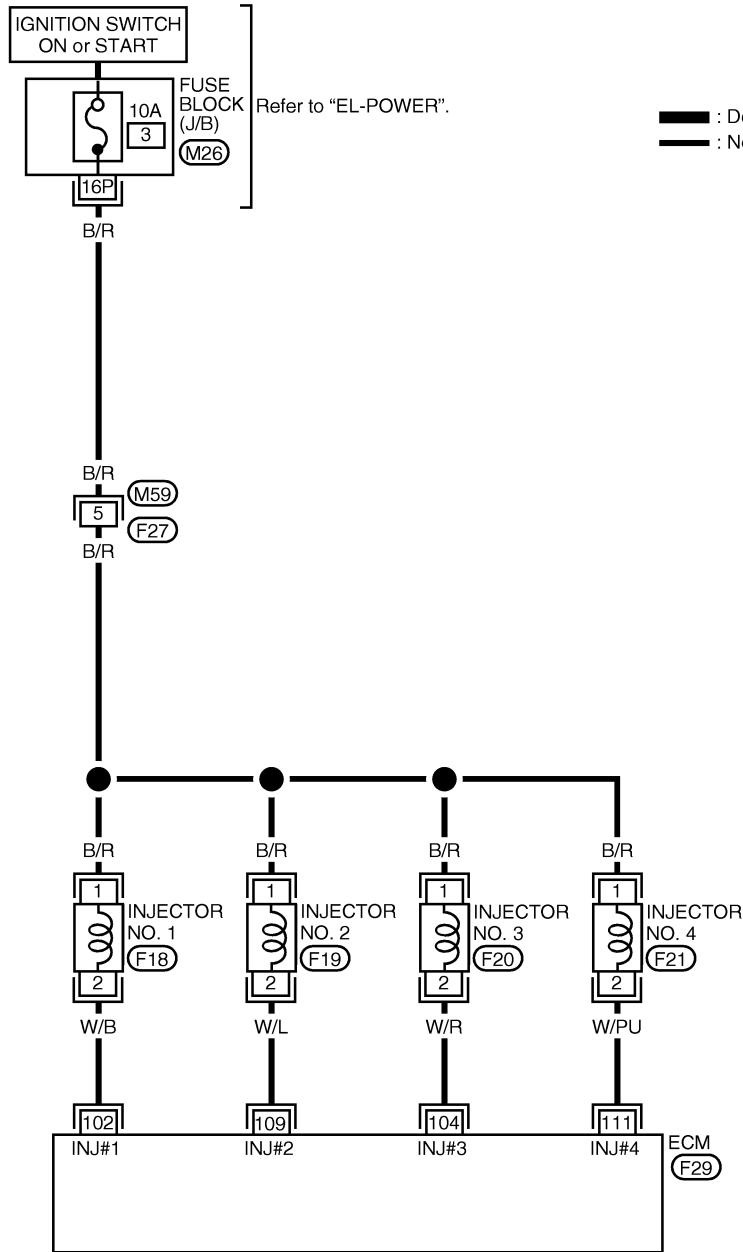 IGNITION SWITCH
ON or START
FUSE
BLOCK
(J/B)
M26
10A
3
16P
Refer to “EL-POWER”.
: De
: No
B/R
B/R
M59
5
F27
B/R
B/R
B/R
B/R
B/R
1
1
1
1
INJECTOR
NO. 1
F18
INJECTOR
NO. 2
F19
INJECTOR
NO. 3
F20
INJECTOR
NO. 4
F21
2
2
2
2
W/B
W/L
W/R
W/PU
102
109
104
111
INJ#1
INJ#2
INJ#3
INJ#4
ECM
F29